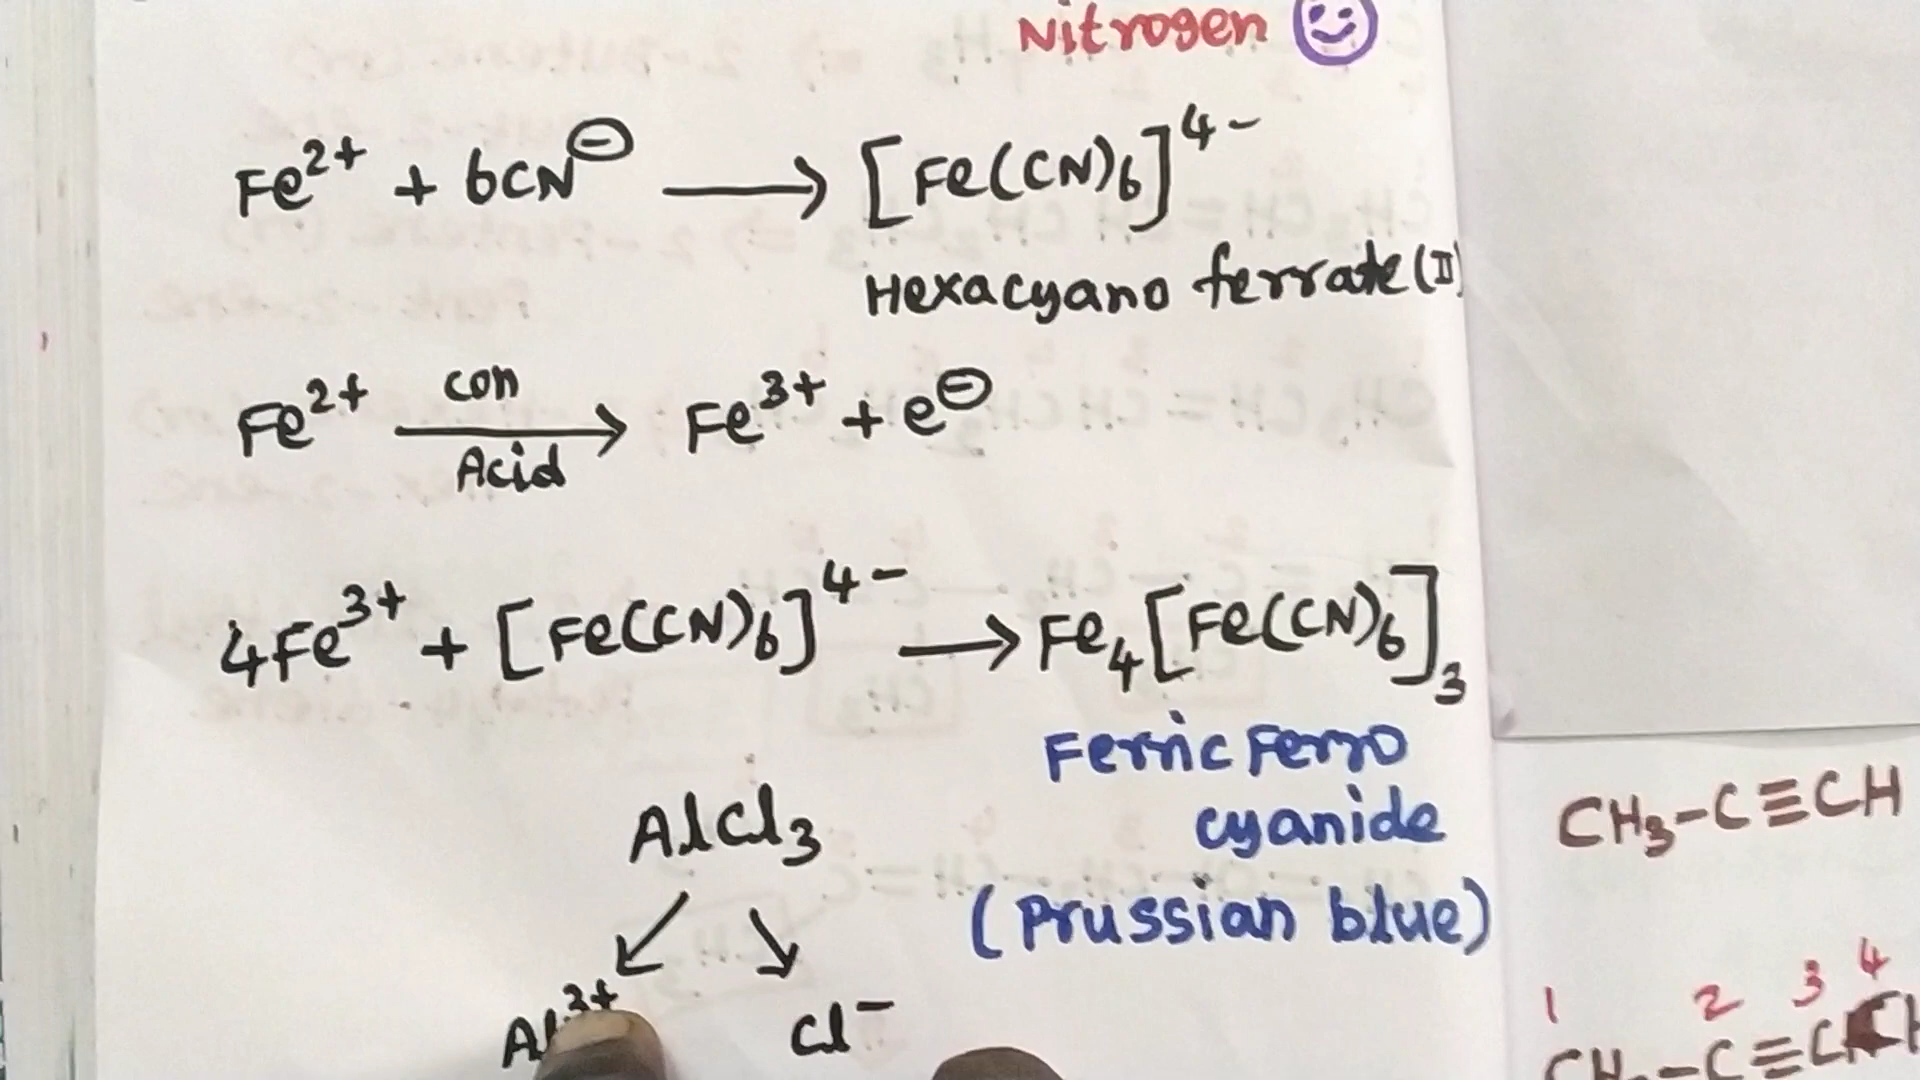 Nitrogen
Fe²⁺ + 6CN⊖ ⟶ [Fe(CN)₆]⁴⁻
Hexacyano ferrate(II)
Fe²⁺ con Acid ⟶ Fe³⁺ + e⊖
4Fe³⁺ + [Fe(CN)₆]⁴⁻ ⟶ Fe₄[Fe(CN)₆]₃
Ferric Ferro
cyanide
(Prussian blue)
AlCl₃
↙ ↘
Al³⁺ Cl⁻
CH₃-C≡CH
1 2 3 4